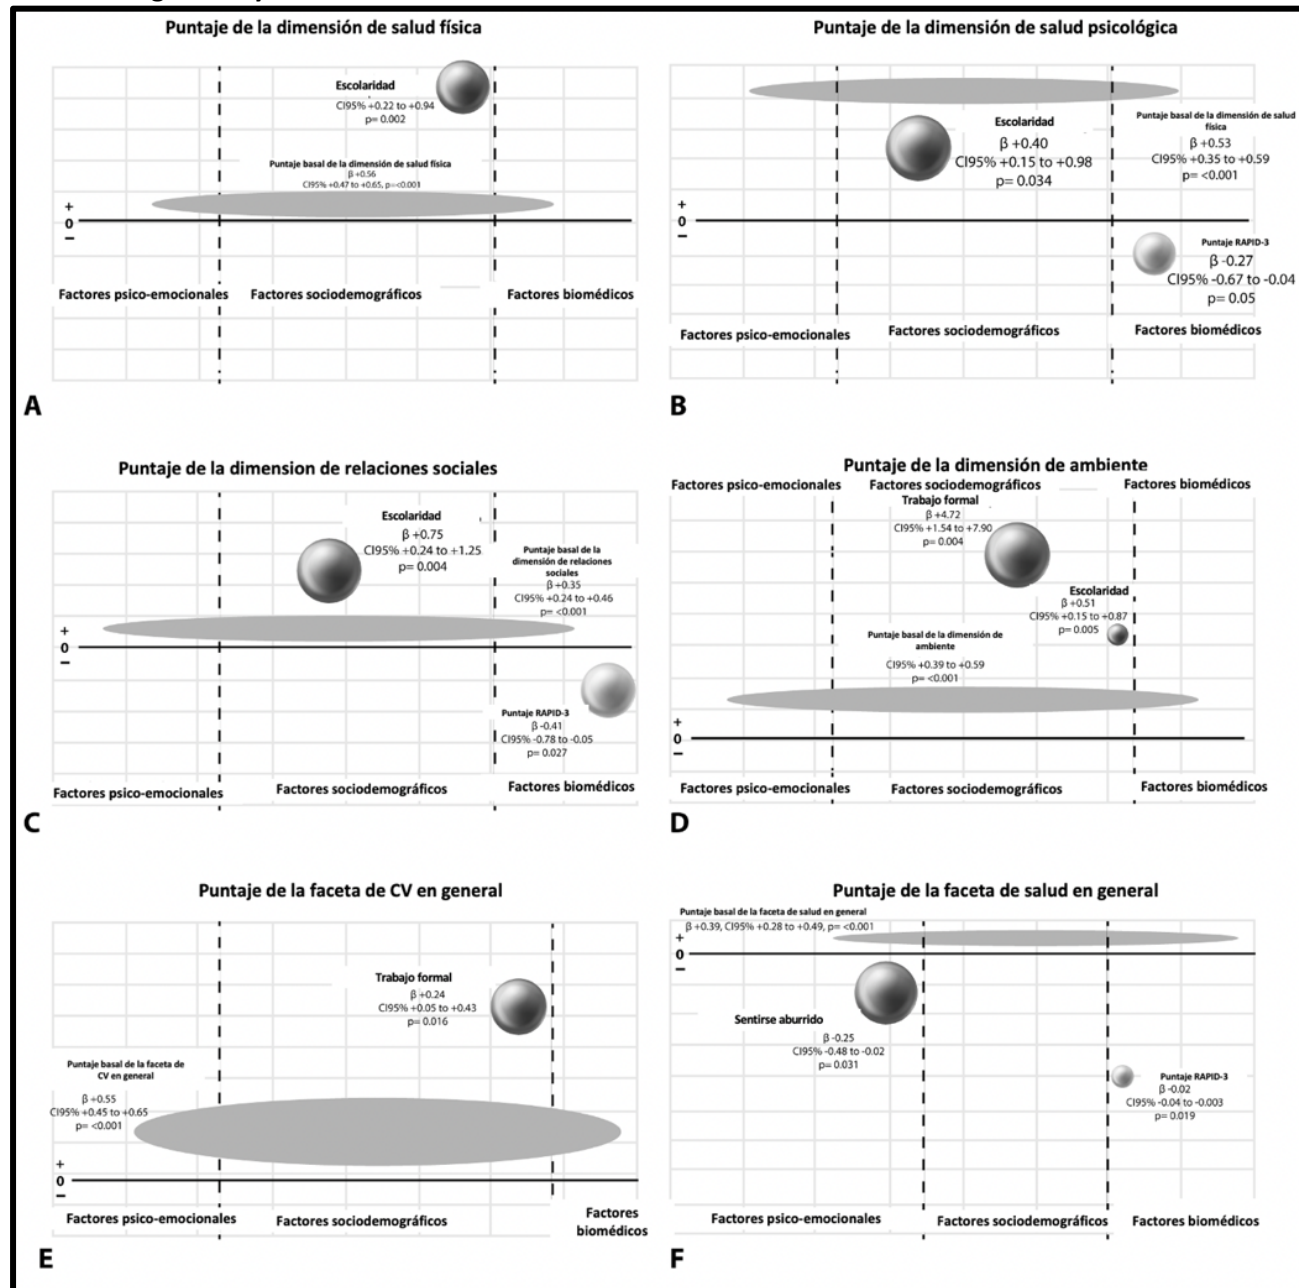 Puntaje de la dimensión de salud física
Escolaridad
CI95% +0.22 to +0.94
p= 0.002
Puntaje basal de la dimensión de salud física
β +0.56
CI95% +0.47 to +0.65, p=<0.001
+
0
−
Factores psico-emocionales
Factores sociodemográficos
Factores biomédicos
A
Puntaje de la dimensión de salud psicológica
Escolaridad
β +0.40
CI95% +0.15 to +0.98
p= 0.034
Puntaje basal de la dimensión de salud
física
β +0.53
CI95% +0.35 to +0.59
p= <0.001
+
0
−
Puntaje RAPID-3
β -0.27
CI95% -0.67 to -0.04
p= 0.05
Factores psico-emocionales
Factores sociodemográficos
Factores biomédicos
B
Puntaje de la dimension de relaciones sociales
Escolaridad
β +0.75
CI95% +0.24 to +1.25
p= 0.004
Puntaje basal de la
dimensión de relaciones
sociales
β +0.35
CI95% +0.24 to +0.46
p= <0.001
+
0
−
Puntaje RAPID-3
β -0.41
CI95% -0.78 to -0.05
p= 0.027
Factores psico-emocionales
Factores sociodemográficos
Factores biomédicos
C
Puntaje de la dimensión de ambiente
Factores psico-emocionales
Factores sociodemográficos
Factores biomédicos
Trabajo formal
β +4.72
CI95% +1.54 to +7.90
p= 0.004
Escolaridad
β +0.51
CI95% +0.15 to +0.87
p= 0.005
Puntaje basal de la dimensión de
ambiente
CI95% +0.39 to +0.59
p= <0.001
+
0
−
Factores psico-emocionales
Factores sociodemográficos
Factores biomédicos
D
Puntaje de la faceta de CV en general
Trabajo formal
β +0.24
CI95% +0.05 to +0.43
p= 0.016
Puntaje basal de la faceta de
CV en general
β +0.55
CI95% +0.45 to +0.65
p= <0.001
+
0
−
Factores psico-emocionales
Factores sociodemográficos
Factores
biomédicos
E
Puntaje de la faceta de salud en general
Puntaje basal de la faceta de salud en general
β +0.39, CI95% +0.28 to +0.49, p= <0.001
+
0
−
Sentirse aburrido
β -0.25
CI95% -0.48 to -0.02
p= 0.031
Puntaje RAPID-3
β -0.02
CI95% -0.04 to -0.003
p= 0.019
Factores psico-emocionales
Factores sociodemográficos
Factores biomédicos
F